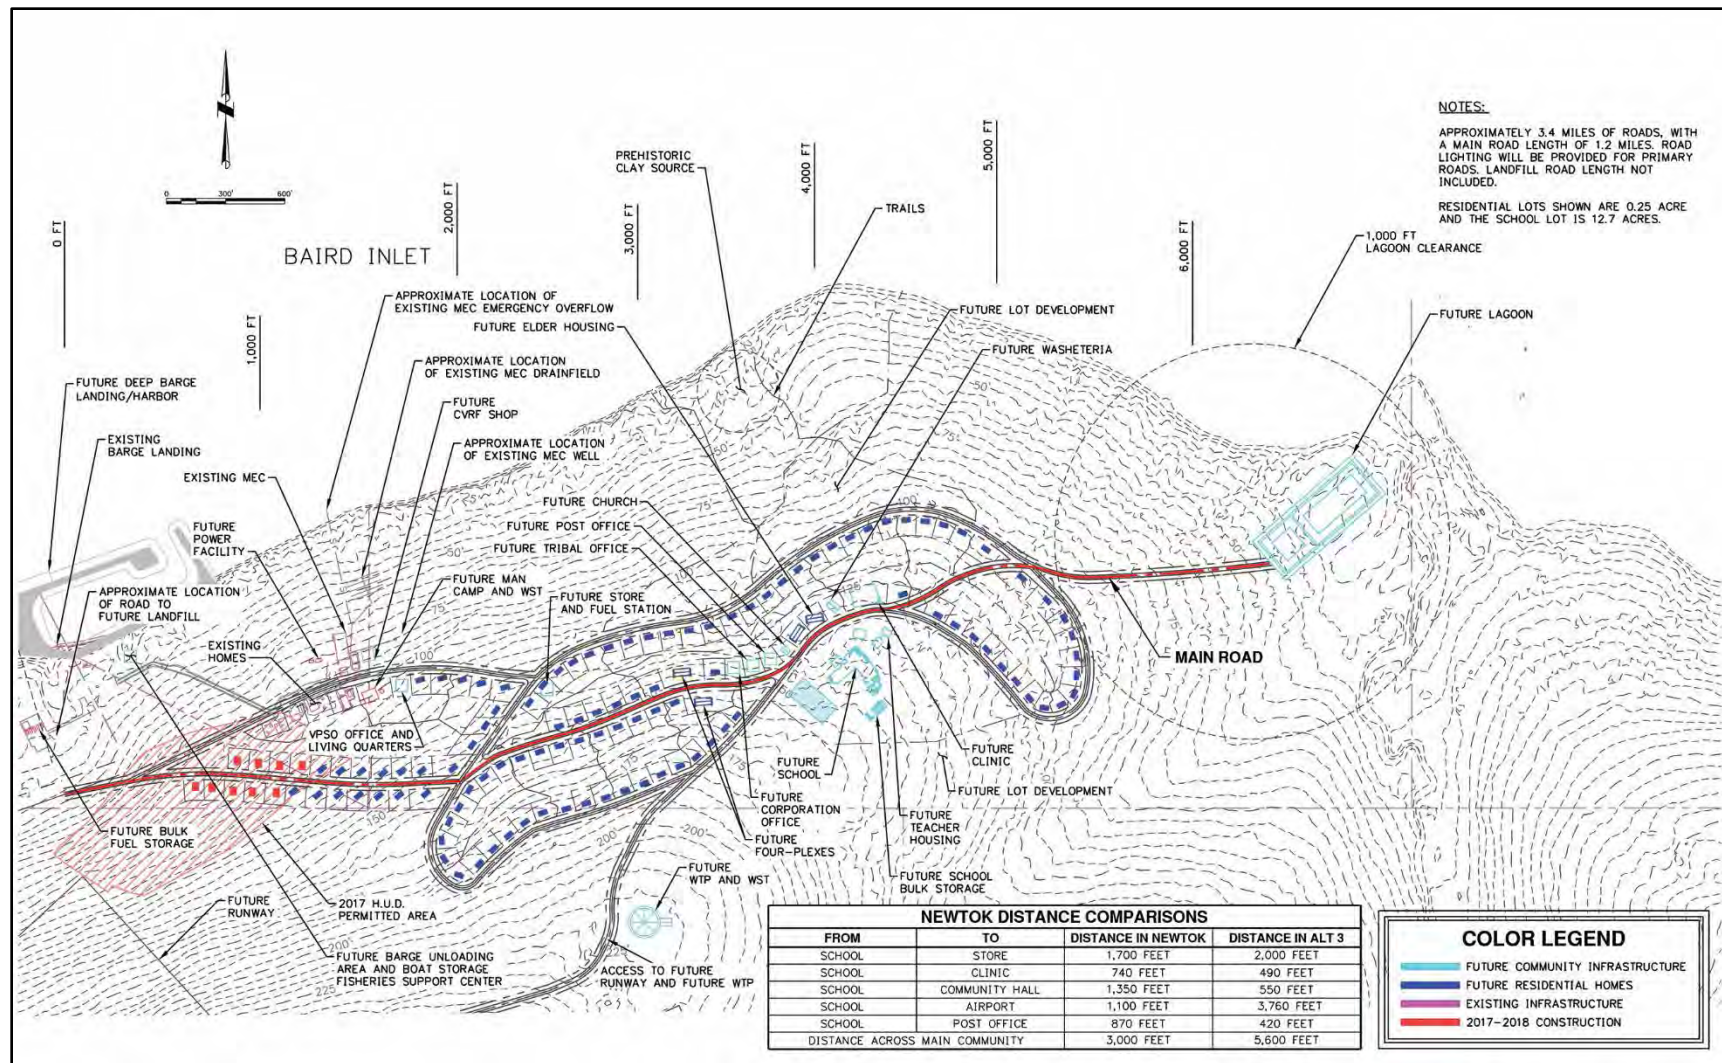 NOTES:
APPROXIMATELY 3.4 MILES OF ROADS, WITH
A MAIN ROAD LENGTH OF 1.2 MILES. ROAD
LIGHTING WILL BE PROVIDED FOR PRIMARY
ROADS. LANDFILL ROAD LENGTH NOT
INCLUDED.
RESIDENTIAL LOTS SHOWN ARE 0.25 ACRE
AND THE SCHOOL LOT IS 12.7 ACRES.
0 300' 600'
0 FT
1,000 FT
2,000 FT
3,000 FT
4,000 FT
5,000 FT
6,000 FT
BAIRD INLET
PREHISTORIC
CLAY SOURCE
TRAILS
1,000 FT
LAGOON CLEARANCE
APPROXIMATE LOCATION OF
EXISTING MEC EMERGENCY OVERFLOW
FUTURE ELDER HOUSING
FUTURE LOT DEVELOPMENT
FUTURE LAGOON
FUTURE WASHETERIA
APPROXIMATE LOCATION
OF EXISTING MEC DRAINFIELD
FUTURE DEEP BARGE
LANDING/HARBOR
FUTURE
CVRF SHOP
EXISTING
BARGE LANDING
APPROXIMATE LOCATION
OF EXISTING MEC WELL
EXISTING MEC
FUTURE CHURCH
FUTURE POST OFFICE
FUTURE TRIBAL OFFICE
FUTURE
POWER
FACILITY
FUTURE MAN
CAMP AND WST
FUTURE STORE
AND FUEL STATION
APPROXIMATE LOCATION
OF ROAD TO
FUTURE LANDFILL
EXISTING
HOMES
MAIN ROAD
VPSO OFFICE AND
LIVING QUARTERS
FUTURE
SCHOOL
FUTURE
CLINIC
FUTURE LOT DEVELOPMENT
FUTURE
CORPORATION
OFFICE
FUTURE
TEACHER
HOUSING
FUTURE BULK
FUEL STORAGE
FUTURE
FOUR-PLEXES
FUTURE
WTP AND WST
FUTURE SCHOOL
BULK STORAGE
FUTURE
RUNWAY
2017 H.U.D.
PERMITTED AREA
FUTURE BARGE UNLOADING
AREA AND BOAT STORAGE
FISHERIES SUPPORT CENTER
ACCESS TO FUTURE
RUNWAY AND FUTURE WTP
NEWTOK DISTANCE COMPARISONS
FROM TO DISTANCE IN NEWTOK DISTANCE IN ALT 3
SCHOOL STORE 1,700 FEET 2,000 FEET
SCHOOL CLINIC 740 FEET 490 FEET
SCHOOL COMMUNITY HALL 1,350 FEET 550 FEET
SCHOOL AIRPORT 1,100 FEET 3,760 FEET
SCHOOL POST OFFICE 870 FEET 420 FEET
DISTANCE ACROSS MAIN COMMUNITY 3,000 FEET 5,600 FEET
COLOR LEGEND
FUTURE COMMUNITY INFRASTRUCTURE
FUTURE RESIDENTIAL HOMES
EXISTING INFRASTRUCTURE
2017-2018 CONSTRUCTION